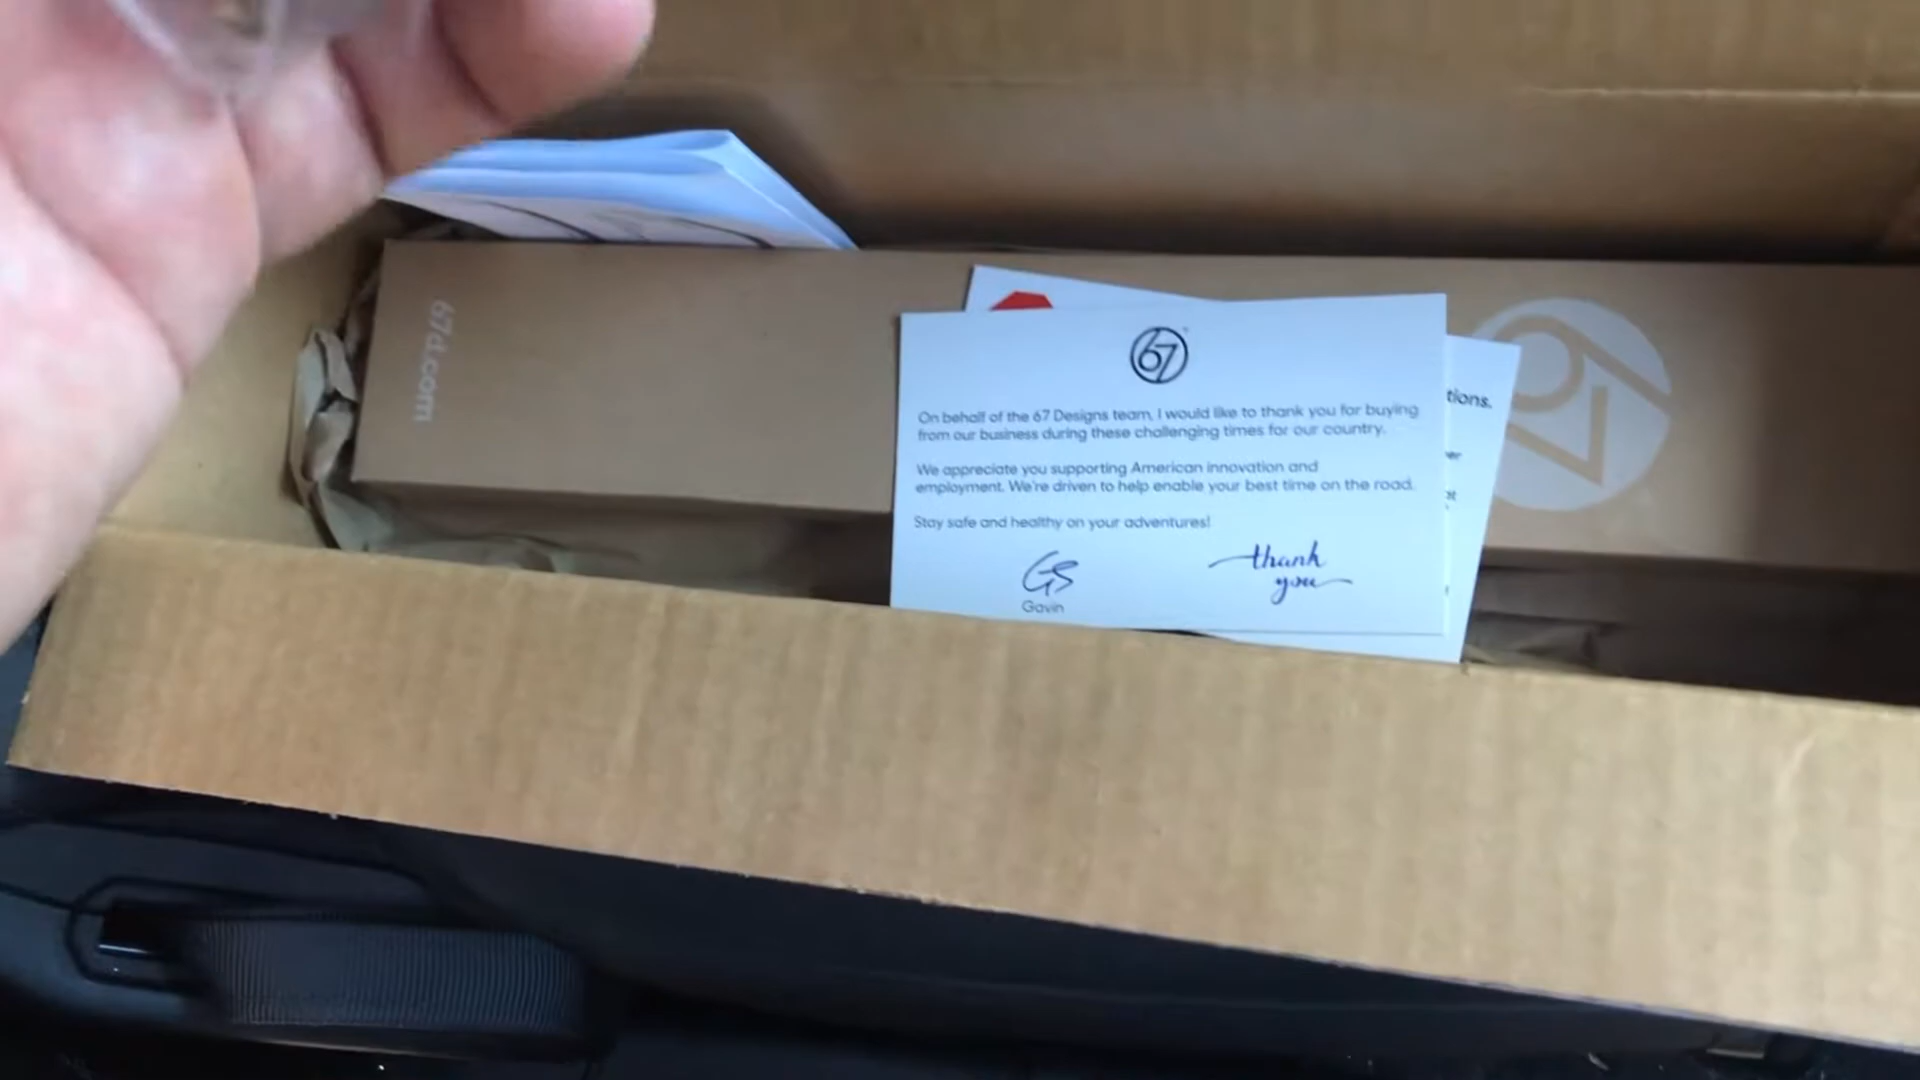 67d.com
67
On behalf of the 67 Designs team, I would like to thank you for buying
from our business during these challenging times for our country.
We appreciate you supporting American innovation and
employment. We're driven to help enable your best time on the road.
Stay safe and healthy on your adventures!
GS
Gavin
thank
you
tions.
67